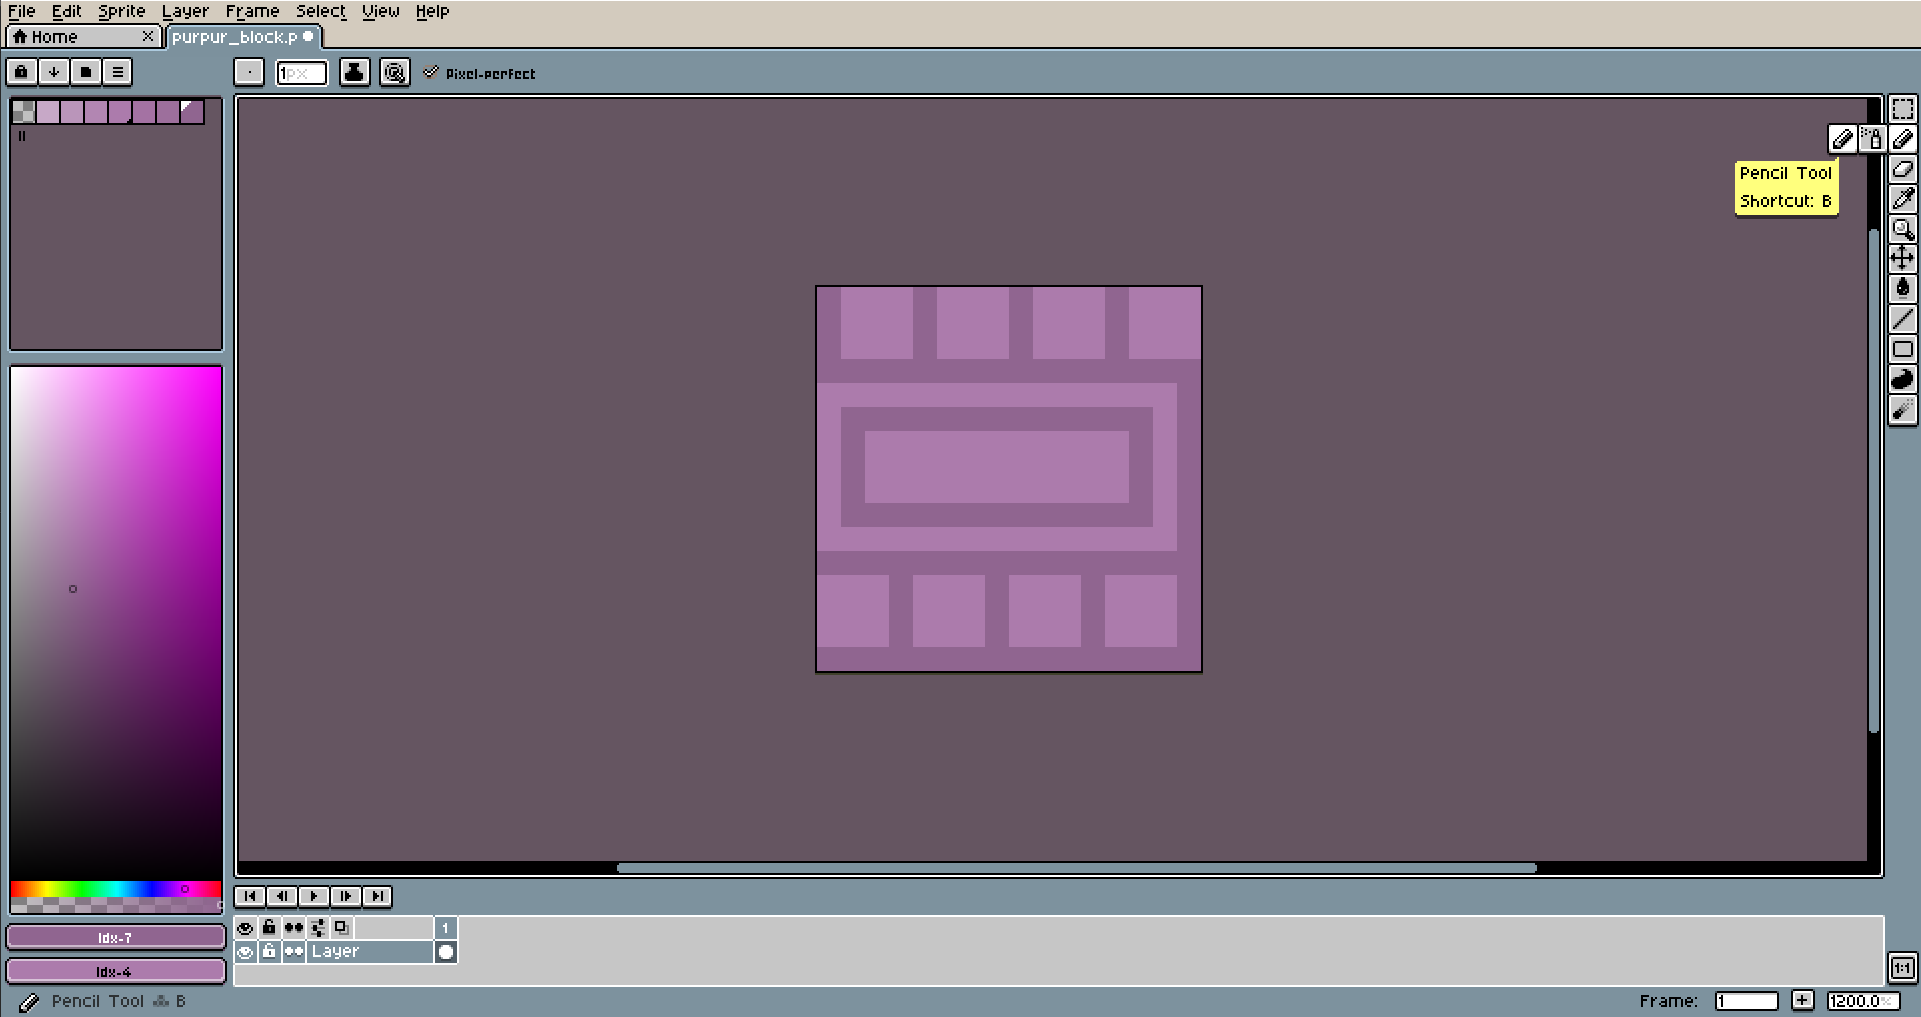 File Edit Sprite Layer Frame Select View Help
Home
purpur_block.p
1px
Pixel-perfect
Pencil Tool
Shortcut: B
Idx-7
Idx-4
1
Layer
1:1
Pencil Tool B
Frame: 1
1200.0%